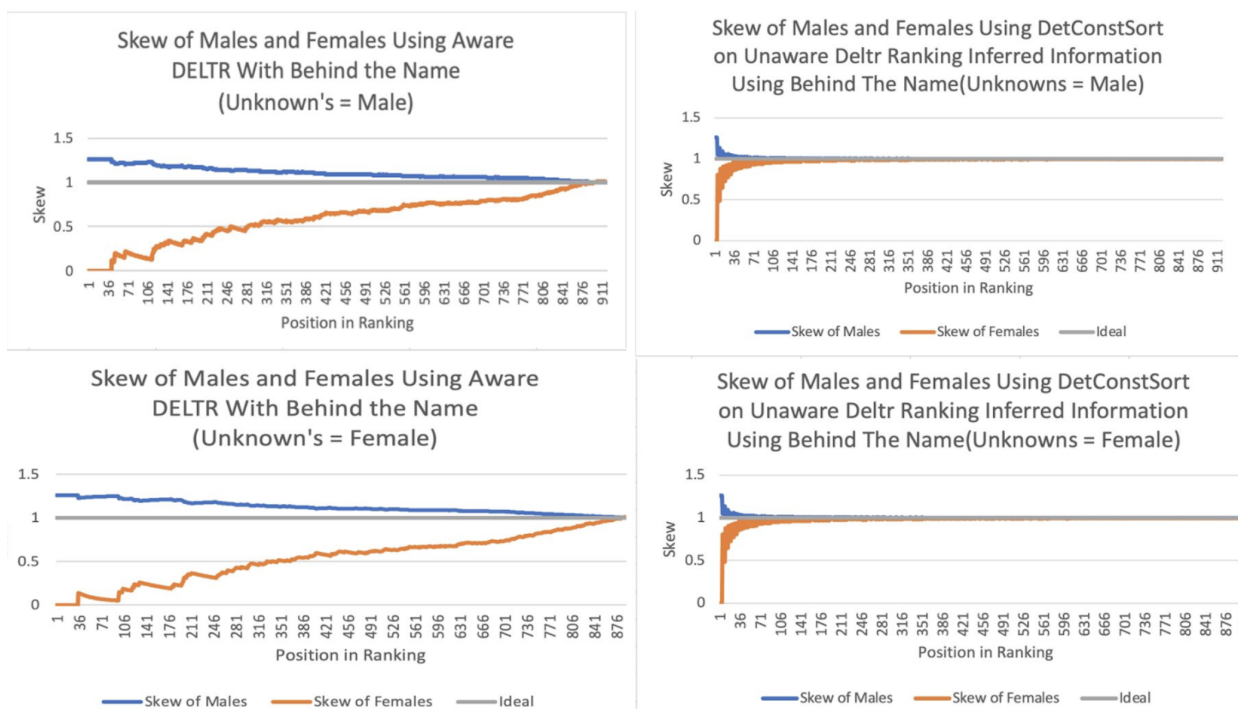 Skew of Males and Females Using Aware
DELTR With Behind the Name
(Unknown's = Male)
1.5
1
0.5
0
Skew
1 36 71 106 141 176 211 246 281 316 351 386 421 456 491 526 561 596 631 666 701 736 771 806 841 876 911
Position in Ranking
Skew of Males and Females Using DetConstSort
on Unaware Deltr Ranking Inferred Information
Using Behind The Name(Unknowns = Male)
1.5
1
0.5
0
Skew
1 36 71 106 141 176 211 246 281 316 351 386 421 456 491 526 561 596 631 666 701 736 771 806 841 876 911
Position in Ranking
Skew of Males Skew of Females Ideal
Skew of Males and Females Using Aware
DELTR With Behind the Name
(Unknown's = Female)
1.5
1
0.5
0
1 36 71 106 141 176 211 246 281 316 351 386 421 456 491 526 561 596 631 666 701 736 771 806 841 876
Position in Ranking
Skew of Males Skew of Females Ideal
Skew of Males and Females Using DetConstSort
on Unaware Deltr Ranking Inferred Information
Using Behind The Name(Unknowns = Female)
1.5
1
0.5
0
Skew
1 36 71 106 141 176 211 246 281 316 351 386 421 456 491 526 561 596 631 666 701 736 771 806 841 876
Position in Ranking
Skew of Males Skew of Females Ideal